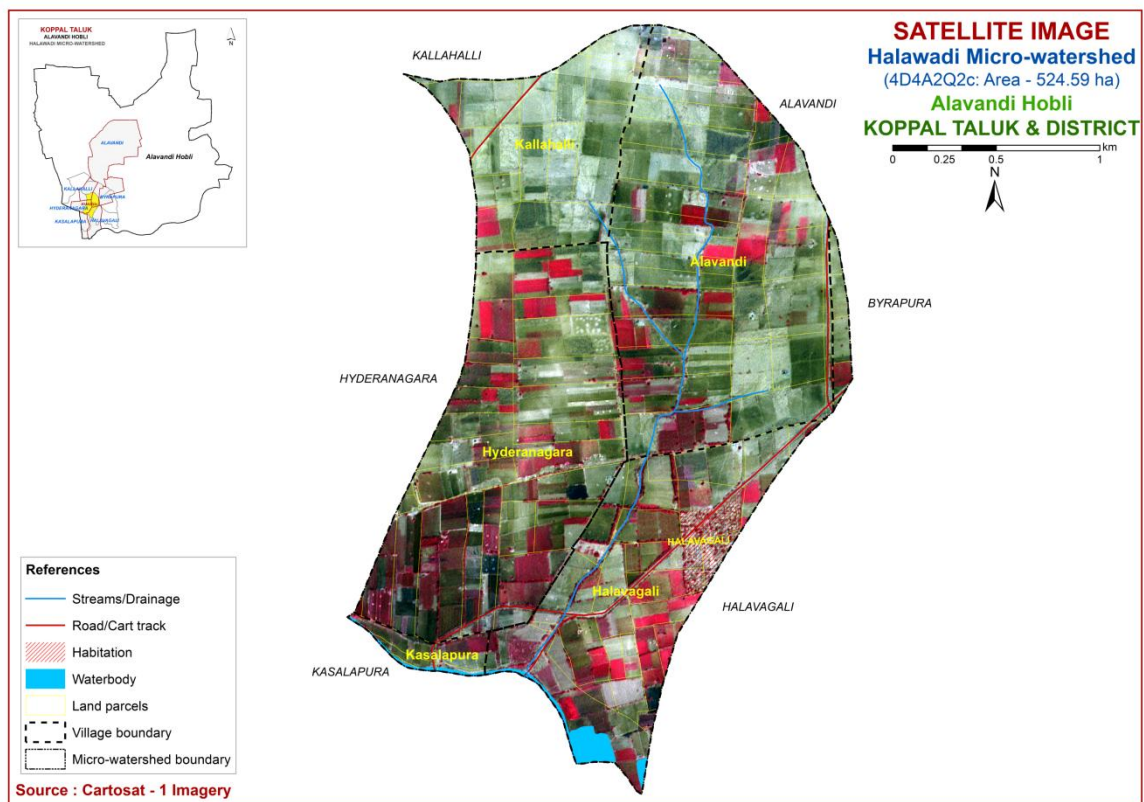 KOPPAL TALUK
ALAVANDI HOBLI
HALAWADI MICRO-WATERSHED
N
ALAVANDI
Alavandi Hobli
KALLAHALLI
BYRAPURA
HYDERANAGARA
KASALAPURA
SATELLITE IMAGE
Halawadi Micro-watershed
(4D4A2Q2c: Area - 524.59 ha)
Alavandi Hobli
KOPPAL TALUK & DISTRICT
km
0 0.25 0.5 1
N
KALLAHALLI
ALAVANDI
Kallahalli
Alavandi
BYRAPURA
HYDERANAGARA
Hyderanagara
HALAVAGALI
Halavagali
HALAVAGALI
Kasalapura
KASALAPURA
References
Streams/Drainage
Road/Cart track
Habitation
Waterbody
Land parcels
Village boundary
Micro-watershed boundary
Source : Cartosat - 1 Imagery